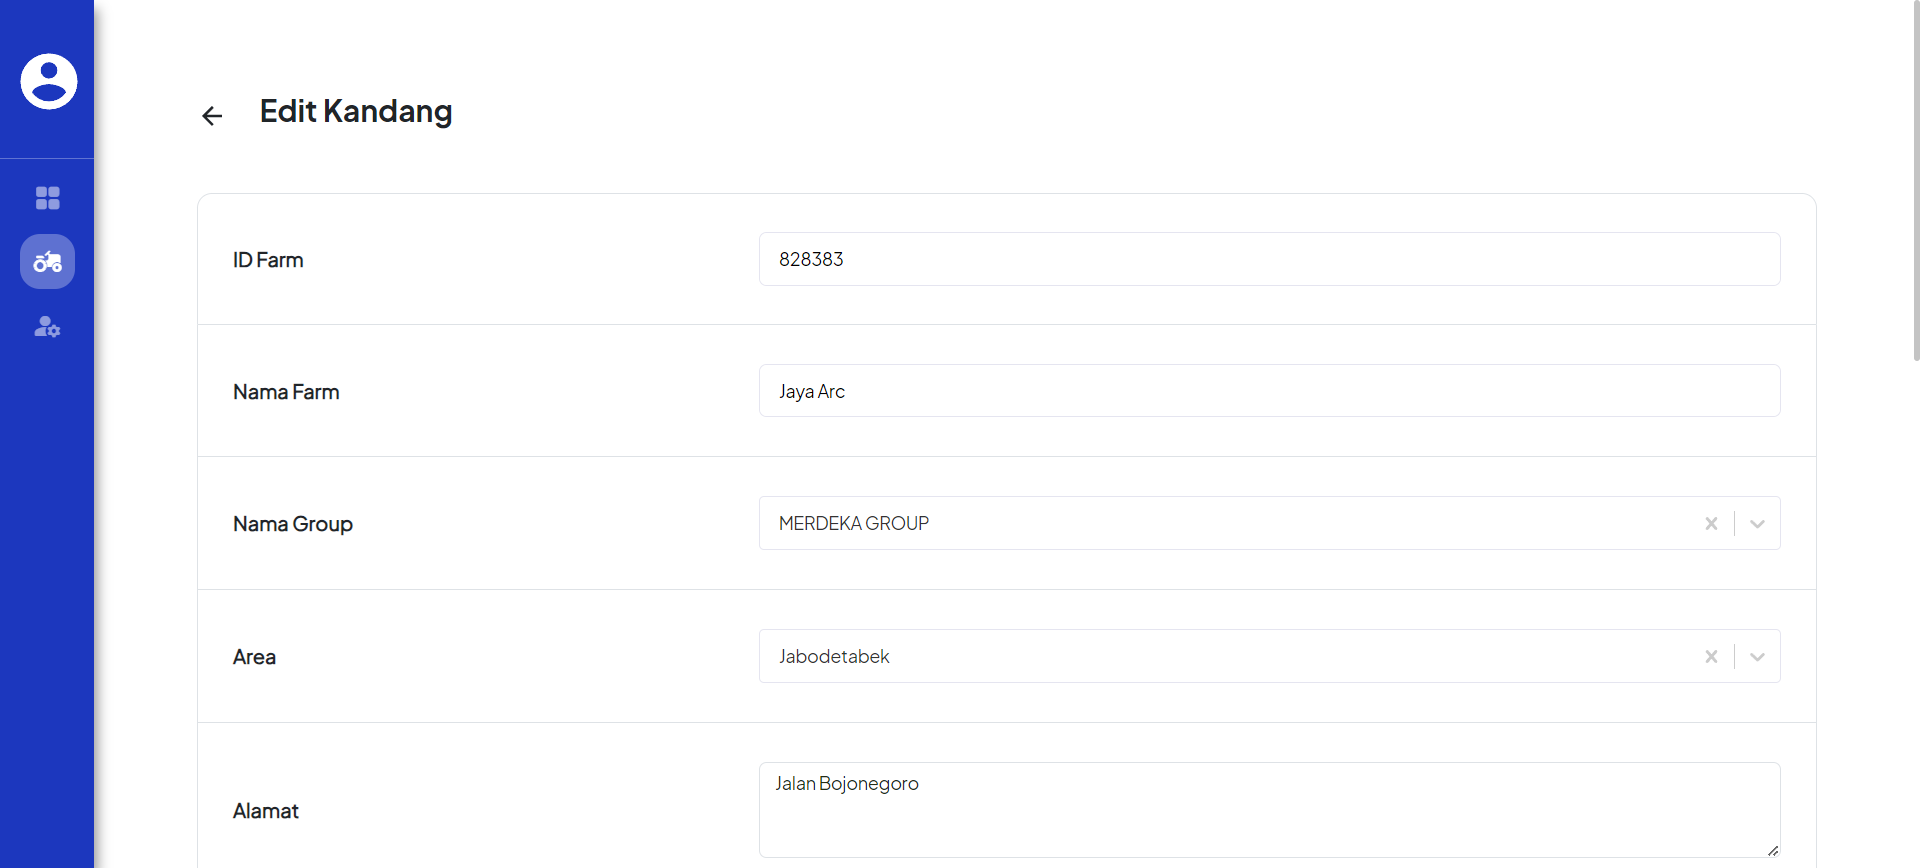 Edit Kandang
ID Farm
828383
Nama Farm
Jaya Arc
Nama Group
MERDEKA GROUP
Area
Jabodetabek
Alamat
Jalan Bojonegoro